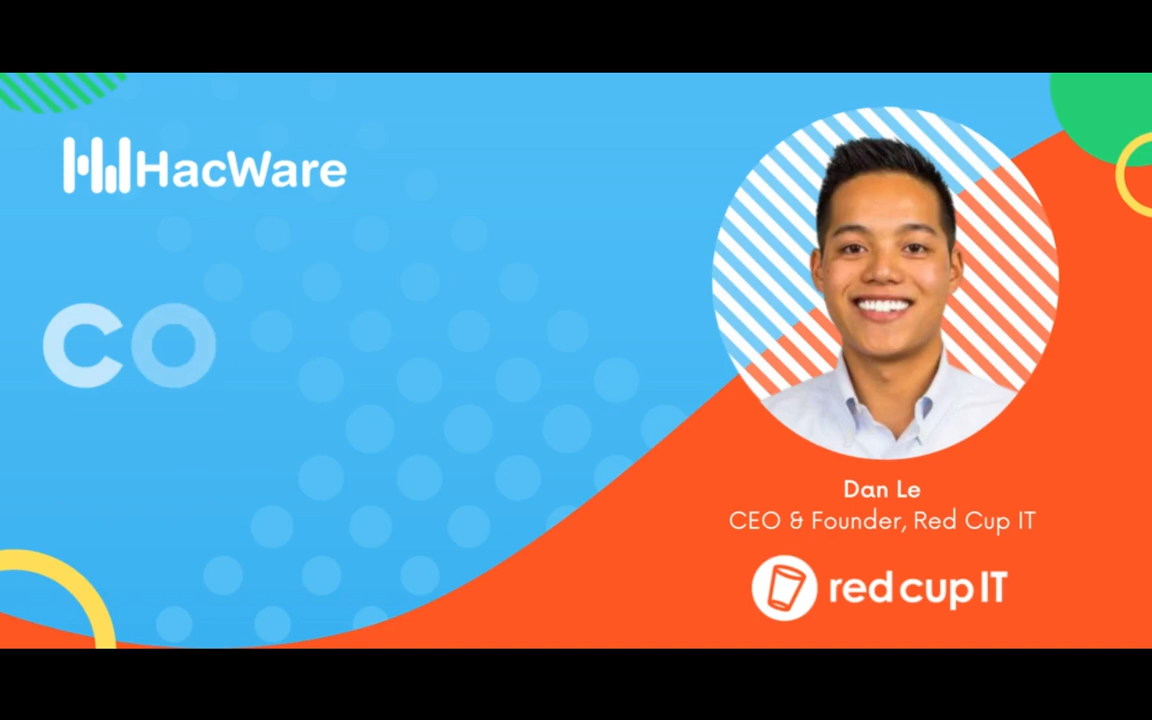 HacWare
CO
Dan Le
CEO & Founder, Red Cup IT
red cup IT